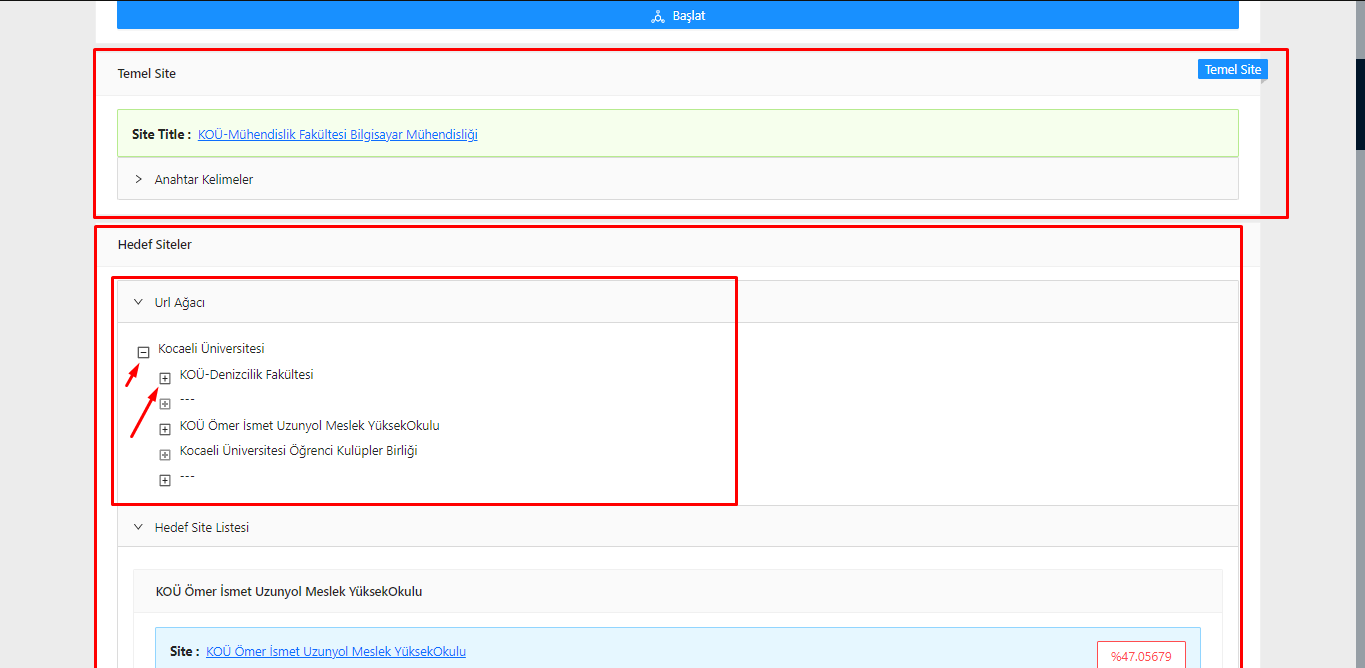 Başlat
Temel Site
Temel Site
Site Title : KOÜ-Mühendislik Fakültesi Bilgisayar Mühendisliği
Anahtar Kelimeler
Hedef Siteler
Url Ağacı
Kocaeli Üniversitesi
KOÜ-Denizcilik Fakültesi
---
KOÜ Ömer İsmet Uzunyol Meslek YüksekOkulu
Kocaeli Üniversitesi Öğrenci Kulüpler Birliği
---
Hedef Site Listesi
KOÜ Ömer İsmet Uzunyol Meslek YüksekOkulu
Site : KOÜ Ömer İsmet Uzunyol Meslek YüksekOkulu
%47.05679